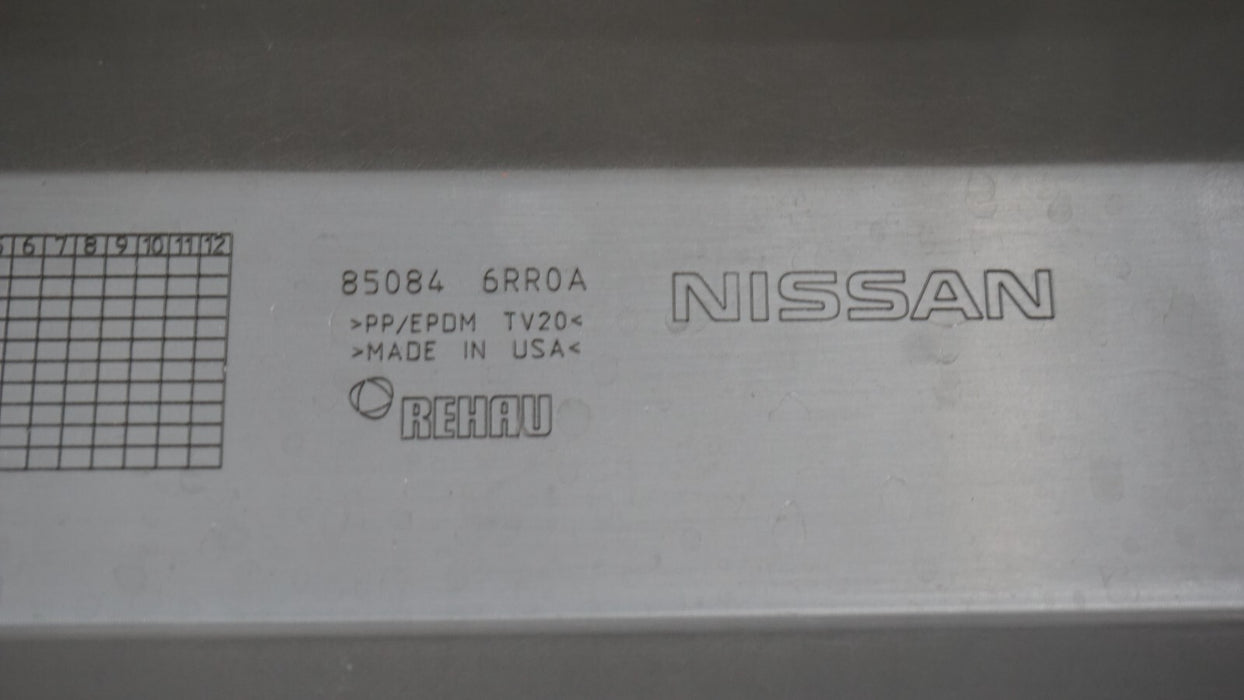 6 7 8 9 10 11 12
85084 6RR0A
>PP/EPDM TV20<
>MADE IN USA<
REHAU
NISSAN